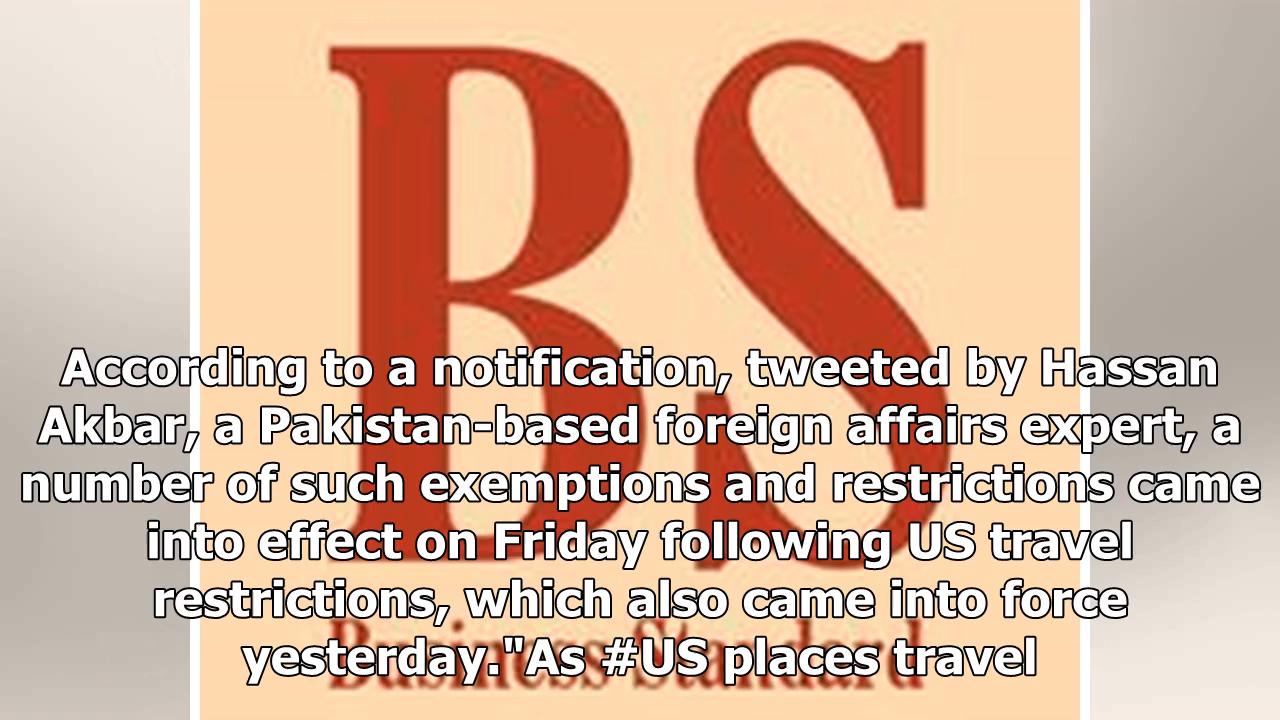 BS
According to a notification, tweeted by Hassan
Akbar, a Pakistan-based foreign affairs expert, a
number of such exemptions and restrictions came
into effect on Friday following US travel
restrictions, which also came into force
yesterday."As #US places travel
Business Standard